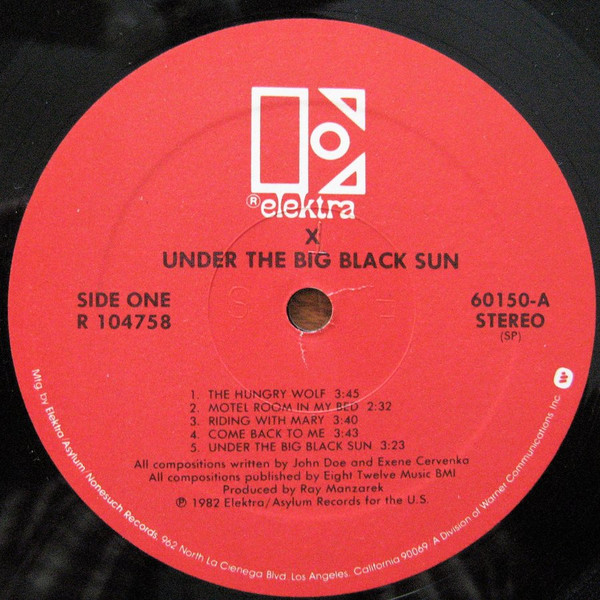 ® elektra
X
UNDER THE BIG BLACK SUN
SIDE ONE
R 104758
60150-A
STEREO
(SP)
1. THE HUNGRY WOLF 3:45
2. MOTEL ROOM IN MY BED 2:32
3. RIDING WITH MARY 3:40
4. COME BACK TO ME 3:43
5. UNDER THE BIG BLACK SUN 3:23
All compositions written by John Doe and Exene Cervenka
All compositions published by Eight Twelve Music BMI
Produced by Ray Manzarek
℗ 1982 Elektra/Asylum Records for the U.S.
Mfg. by Elektra/Asylum/Nonesuch Records, 962 North La Cienega Blvd. Los Angeles, California 90069. A Division of Warner Communications Inc.